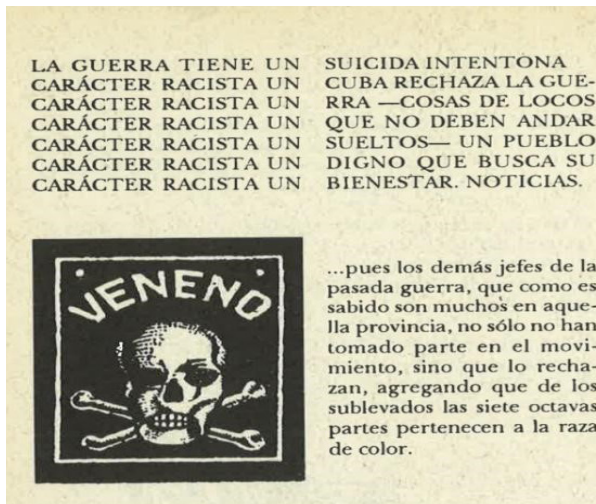 LA GUERRA TIENE UN
CARÁCTER RACISTA UN
CARÁCTER RACISTA UN
CARÁCTER RACISTA UN
CARÁCTER RACISTA UN
CARÁCTER RACISTA UN
CARÁCTER RACISTA UN
SUICIDA INTENTONA
CUBA RECHAZA LA GUE-
RRA —COSAS DE LOCOS
QUE NO DEBEN ANDAR
SUELTOS— UN PUEBLO
DIGNO QUE BUSCA SU
BIENESTAR. NOTICIAS.
VENENO
...pues los demás jefes de la
pasada guerra, que como es
sabido son muchos en aque-
lla provincia, no sólo no han
tomado parte en el movi-
miento, sino que lo recha-
zan, agregando que de los
sublevados las siete octavas
partes pertenecen a la raza
de color.